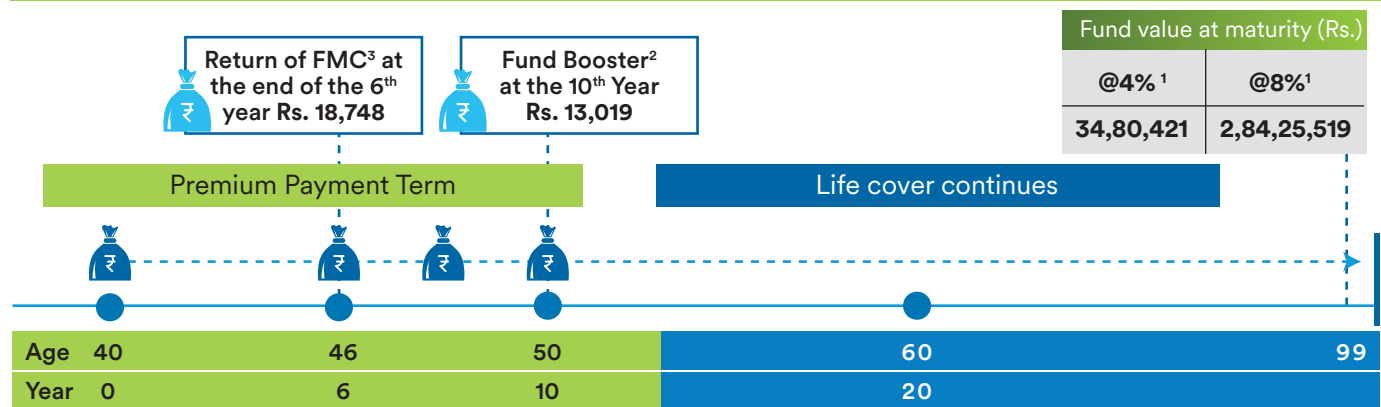 Return of FMC³ at
the end of the 6th
year Rs. 18,748
₹
Fund Booster²
at the 10th Year
Rs. 13,019
₹
Fund value at maturity (Rs.)
@4% ¹ @8%¹
34,80,421 2,84,25,519
Premium Payment Term
Life cover continues
₹ ₹ ₹ ₹
Age 40 46 50 60 99
Year 0 6 10 20